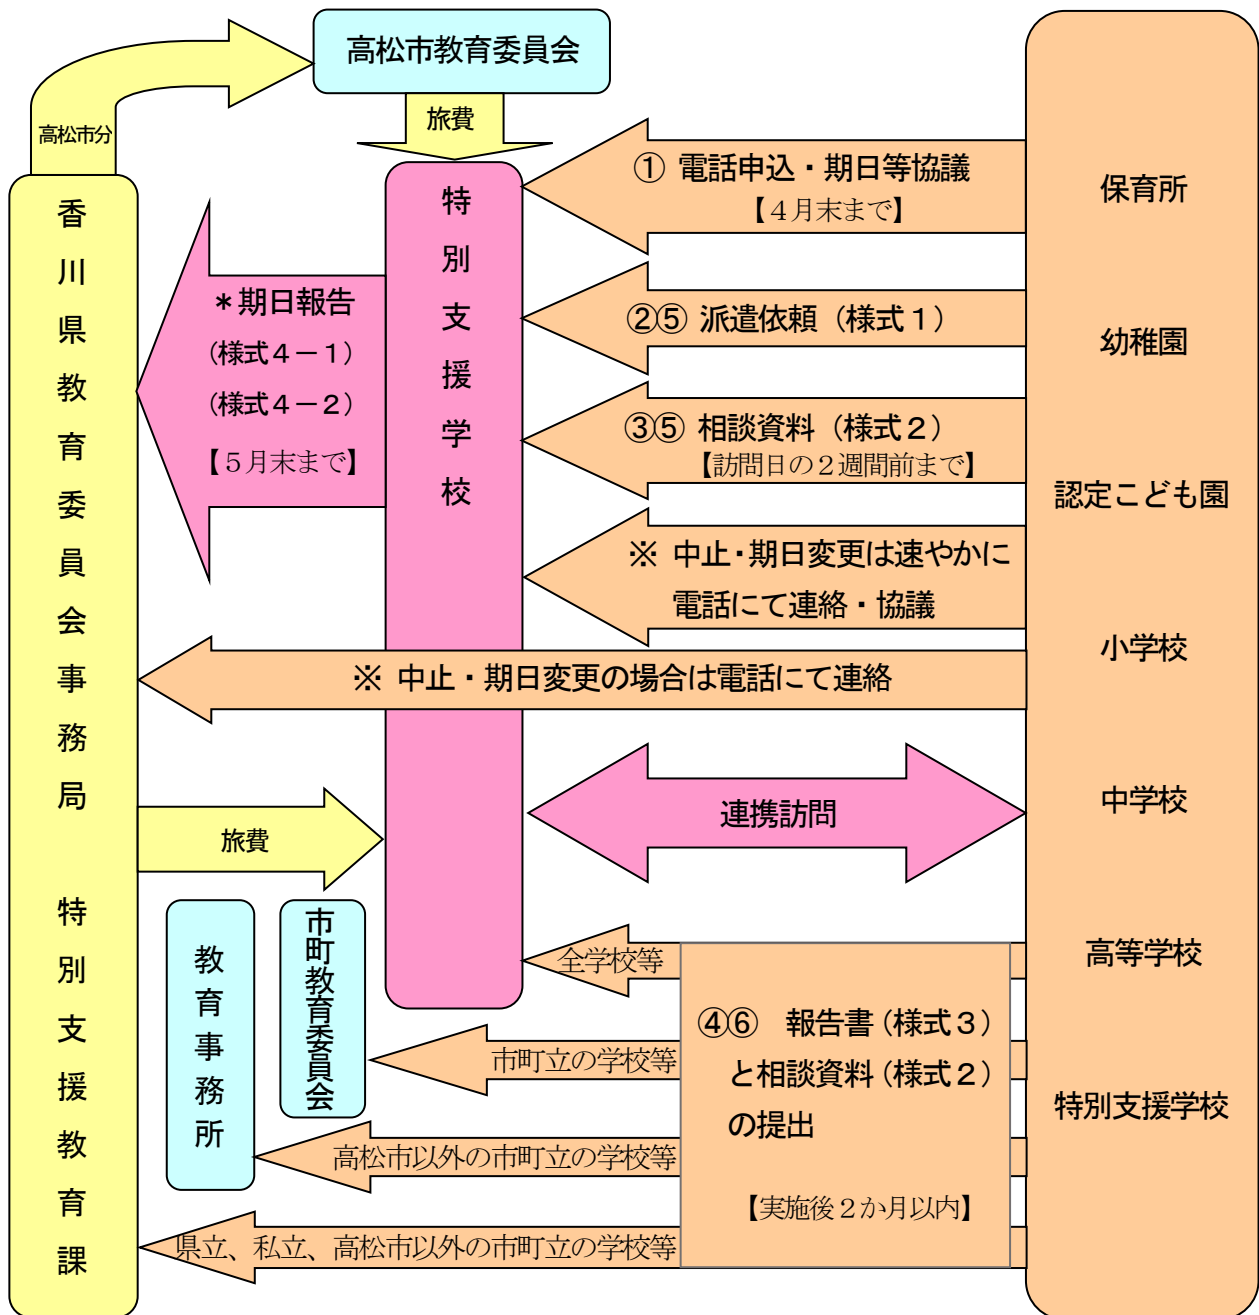 高松市教育委員会
旅費
高松市分
香川県教育委員会事務局 特別支援教育課
特別支援学校
① 電話申込・期日等協議
【４月末まで】
②⑤ 派遣依頼（様式１）
③⑤ 相談資料（様式２）
【訪問日の２週間前まで】
※ 中止・期日変更は速やかに
電話にて連絡・協議
※ 中止・期日変更の場合は電話にて連絡
＊期日報告
（様式４－１）
（様式４－２）
【５月末まで】
旅費
連携訪問
教育事務所
市町教育委員会
全学校等
市町立の学校等
高松市以外の市町立の学校等
県立、私立、高松市以外の市町立の学校等
④⑥ 報告書（様式３）
と相談資料（様式２）
の提出
【実施後２か月以内】
保育所
幼稚園
認定こども園
小学校
中学校
高等学校
特別支援学校